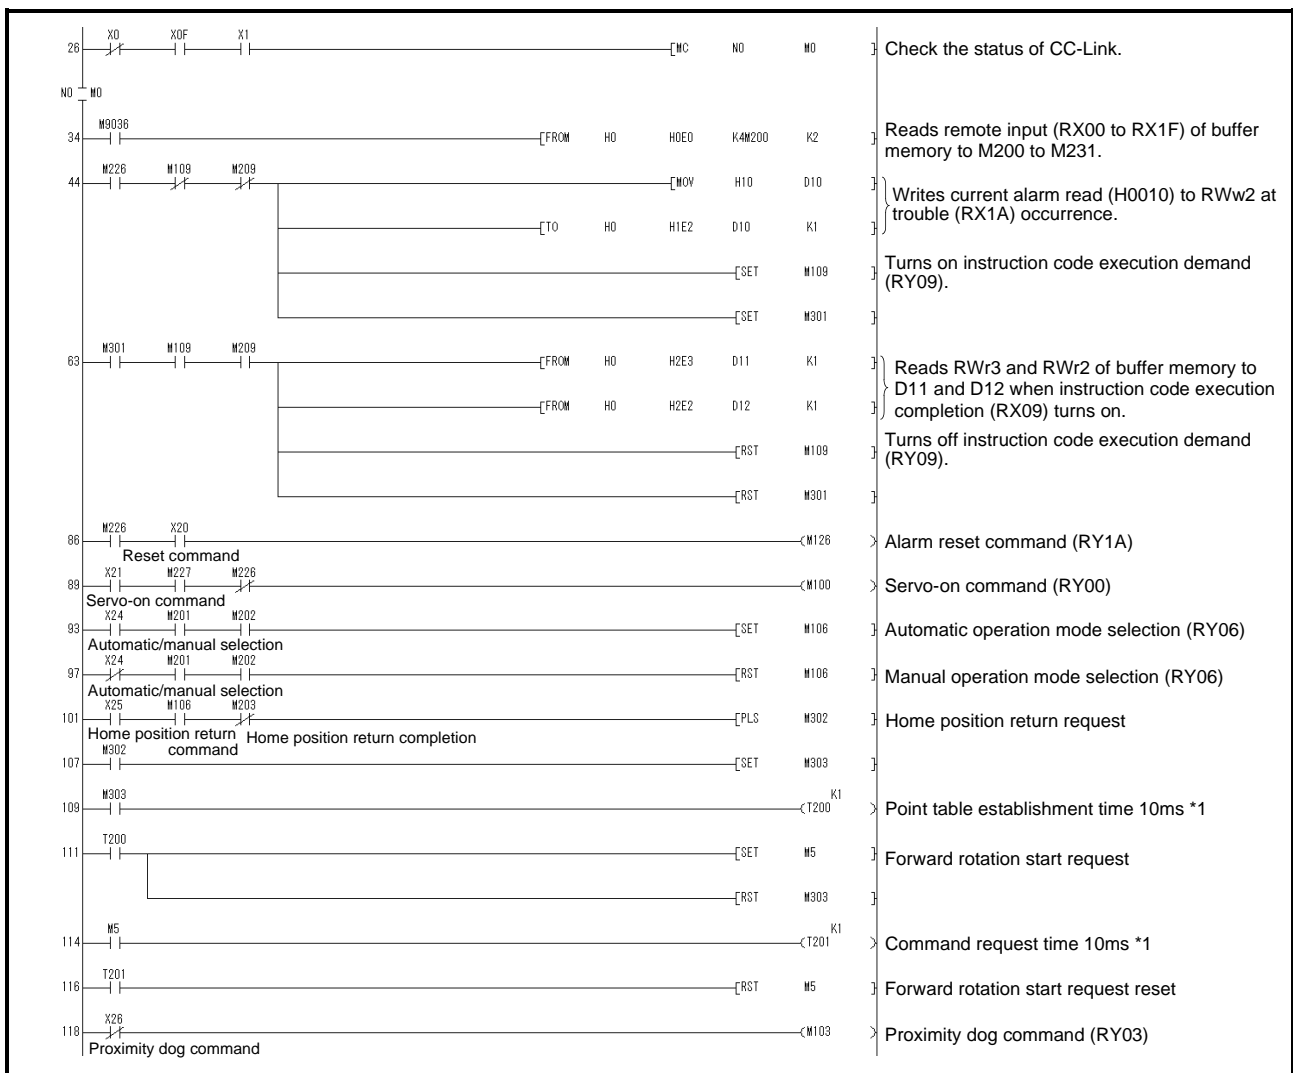 X0 X0F X1
26 [MC N0 M0 ] Check the status of CC-Link.
N0 M0
M9036
34 [FROM H0 H0E0 K4M200 K2 ] Reads remote input (RX00 to RX1F) of buffer
memory to M200 to M231.
M226 M109 M209
44 [MOV H10 D10 ] Writes current alarm read (H0010) to RWw2 at
trouble (RX1A) occurrence.
[TO H0 H1E2 D10 K1 ]
[SET M109 ] Turns on instruction code execution demand
(RY09).
[SET M301 ]
M301 M109 M209
63 [FROM H0 H2E3 D11 K1 ] Reads RWr3 and RWr2 of buffer memory to
D11 and D12 when instruction code execution
completion (RX09) turns on.
[FROM H0 H2E2 D12 K1 ]
[RST M109 ] Turns off instruction code execution demand
(RY09).
[RST M301 ]
M226 X20
86 (M126 ) Alarm reset command (RY1A)
Reset command
X21 M227 M226
89 (M100 ) Servo-on command (RY00)
Servo-on command
X24 M201 M202
93 [SET M106 ] Automatic operation mode selection (RY06)
Automatic/manual selection
X24 M201 M202
97 [RST M106 ] Manual operation mode selection (RY06)
Automatic/manual selection
X25 M106 M203
101 [PLS M302 ] Home position return request
Home position return command Home position return completion
M302
107 [SET M303 ]
M303 K1
109 (T200 ) Point table establishment time 10ms *1
T200
111 [SET M5 ] Forward rotation start request
[RST M303 ]
M5 K1
114 (T201 ) Command request time 10ms *1
T201
116 [RST M5 ] Forward rotation start request reset
X26
118 (M103 ) Proximity dog command (RY03)
Proximity dog command